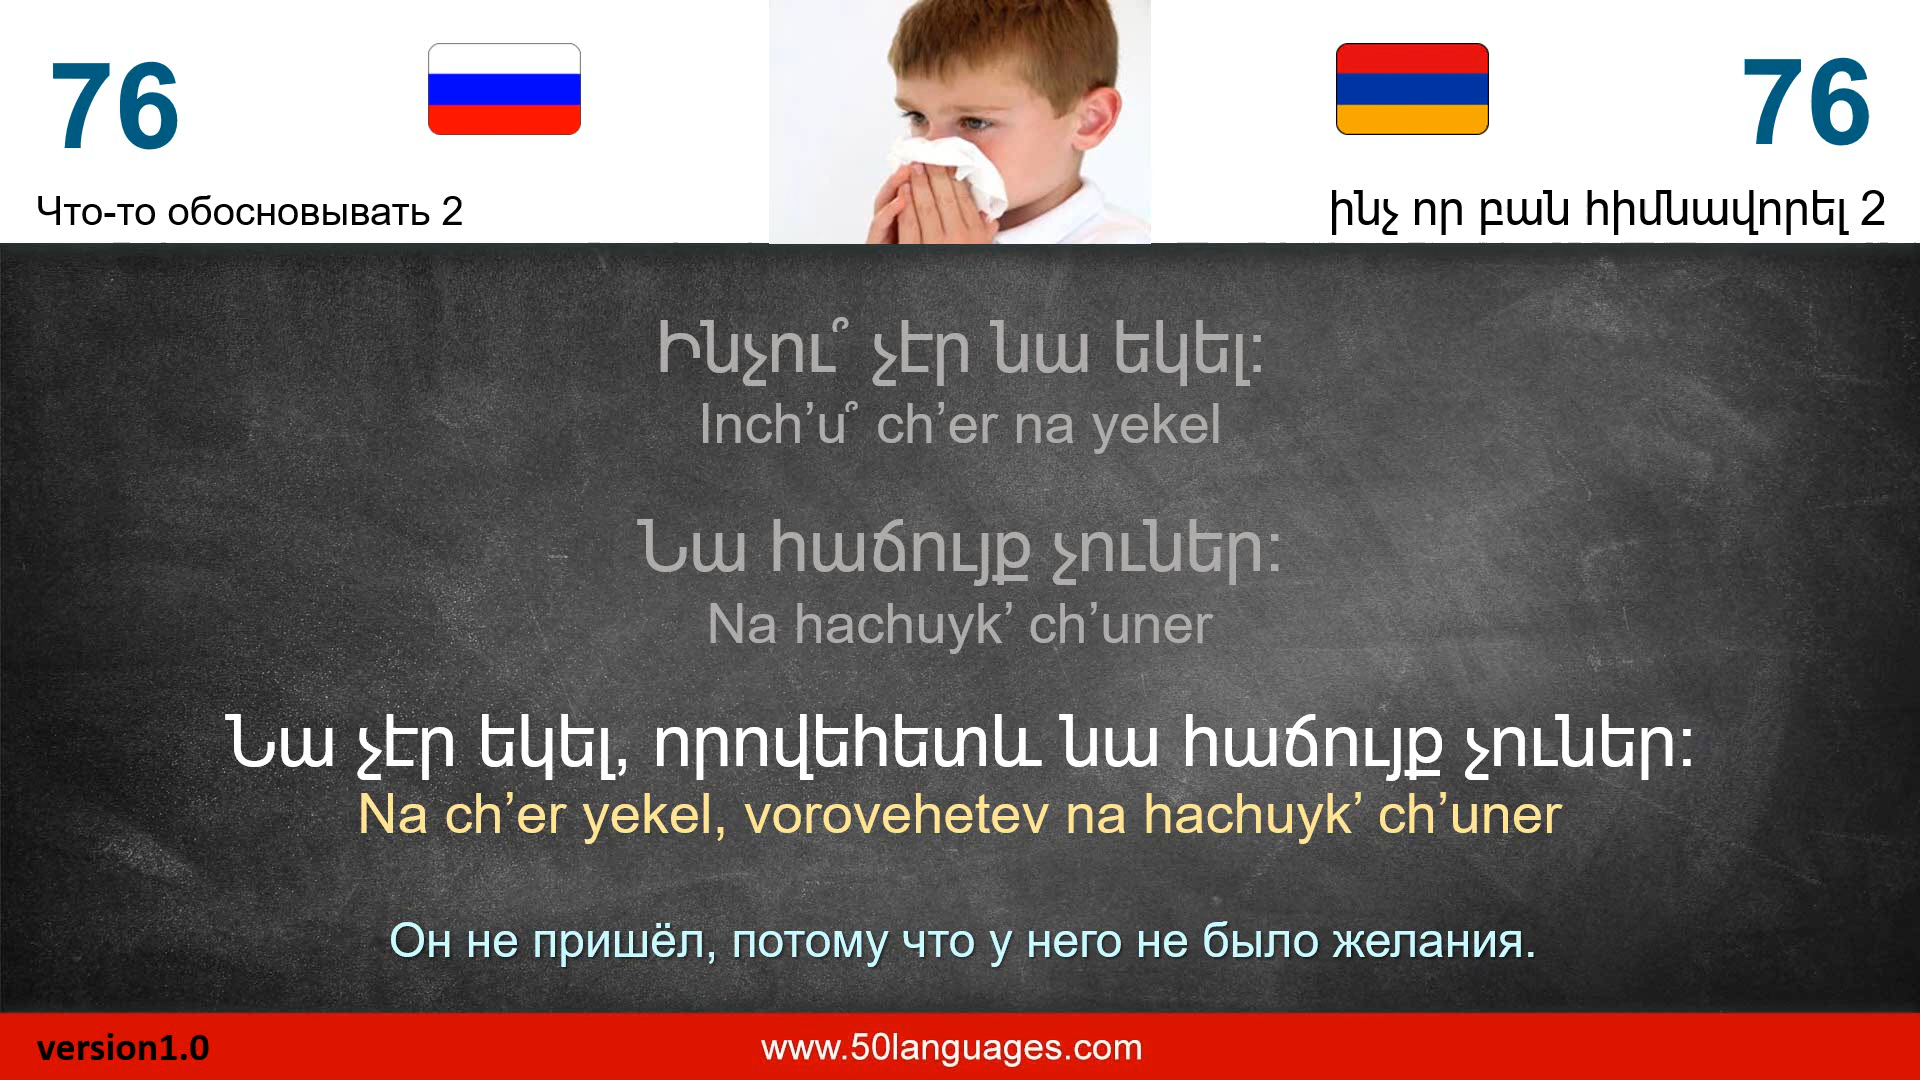 76
76
Что-то обосновывать 2
ինչ որ բան հիմնավորել 2
Ինչու՞ չէր նա եկել:
Inch’u՞ ch’er na yekel
Նա հաճույք չուներ:
Na hachuyk’ ch’uner
Նա չէր եկել, որովեհետև նա հաճույք չուներ:
Na ch’er yekel, vorovehetev na hachuyk’ ch’uner
Он не пришёл, потому что у него не было желания.
version1.0
www.50languages.com